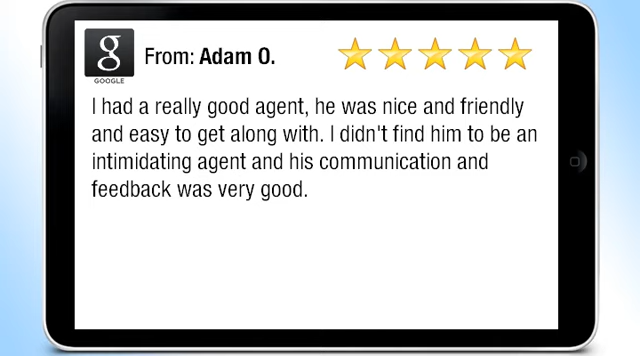 g
GOOGLE
From: Adam O.
I had a really good agent, he was nice and friendly
and easy to get along with. I didn't find him to be an
intimidating agent and his communication and
feedback was very good.